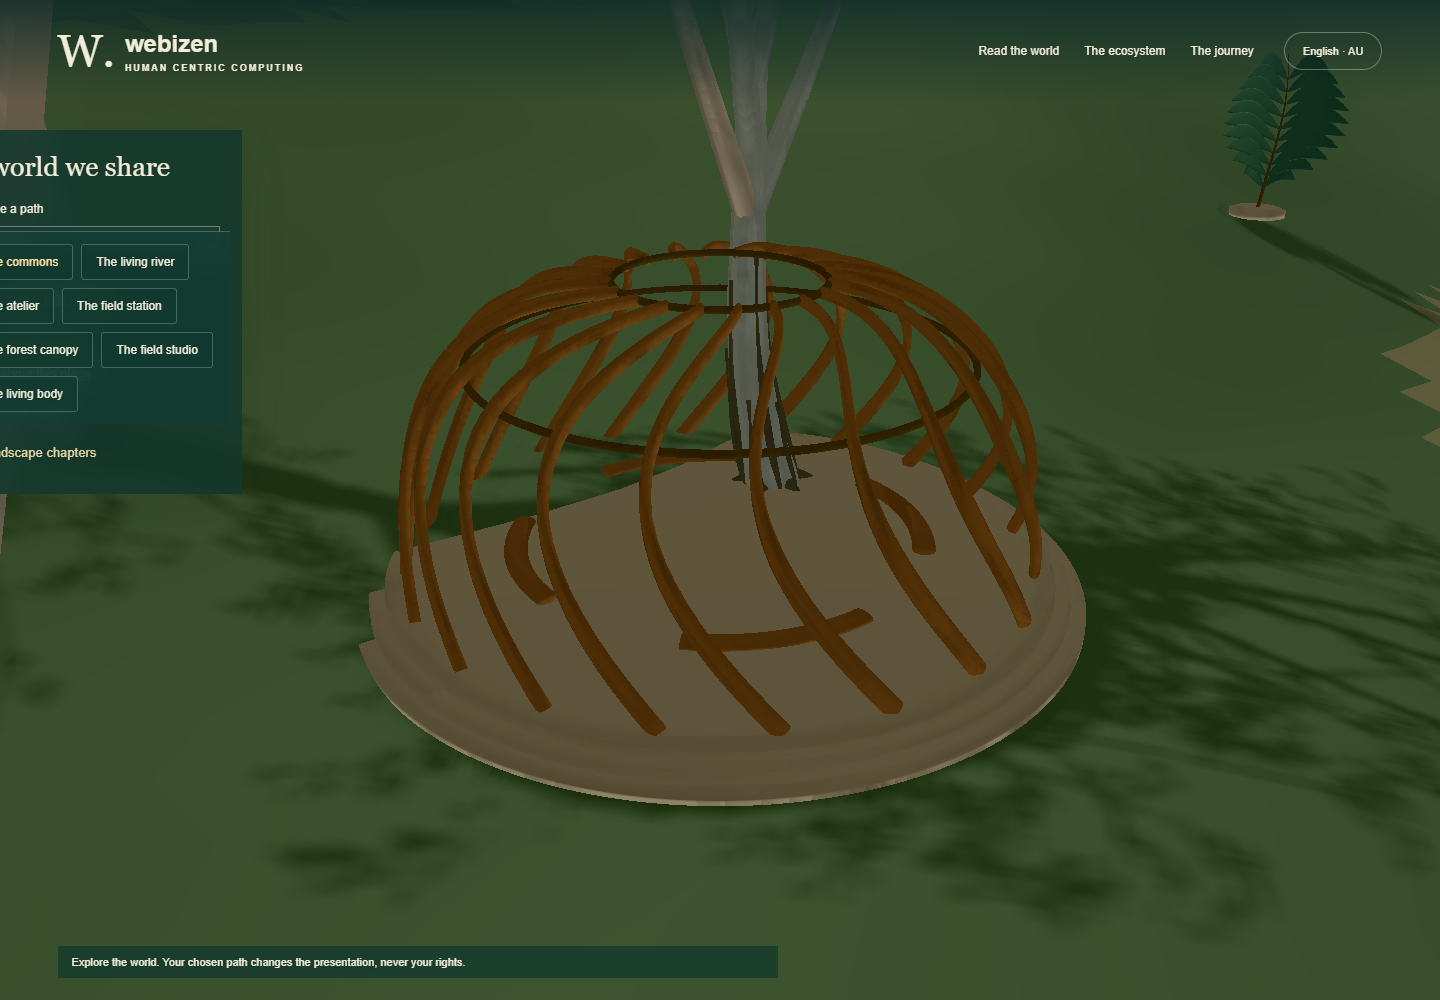 W. webizen
HUMAN CENTRIC COMPUTING
Read the world
The ecosystem
The journey
English · AU
world we share
a path
commons
The living river
atelier
The field station
forest canopy
The field studio
living body
chapters
Explore the world. Your chosen path changes the presentation, never your rights.